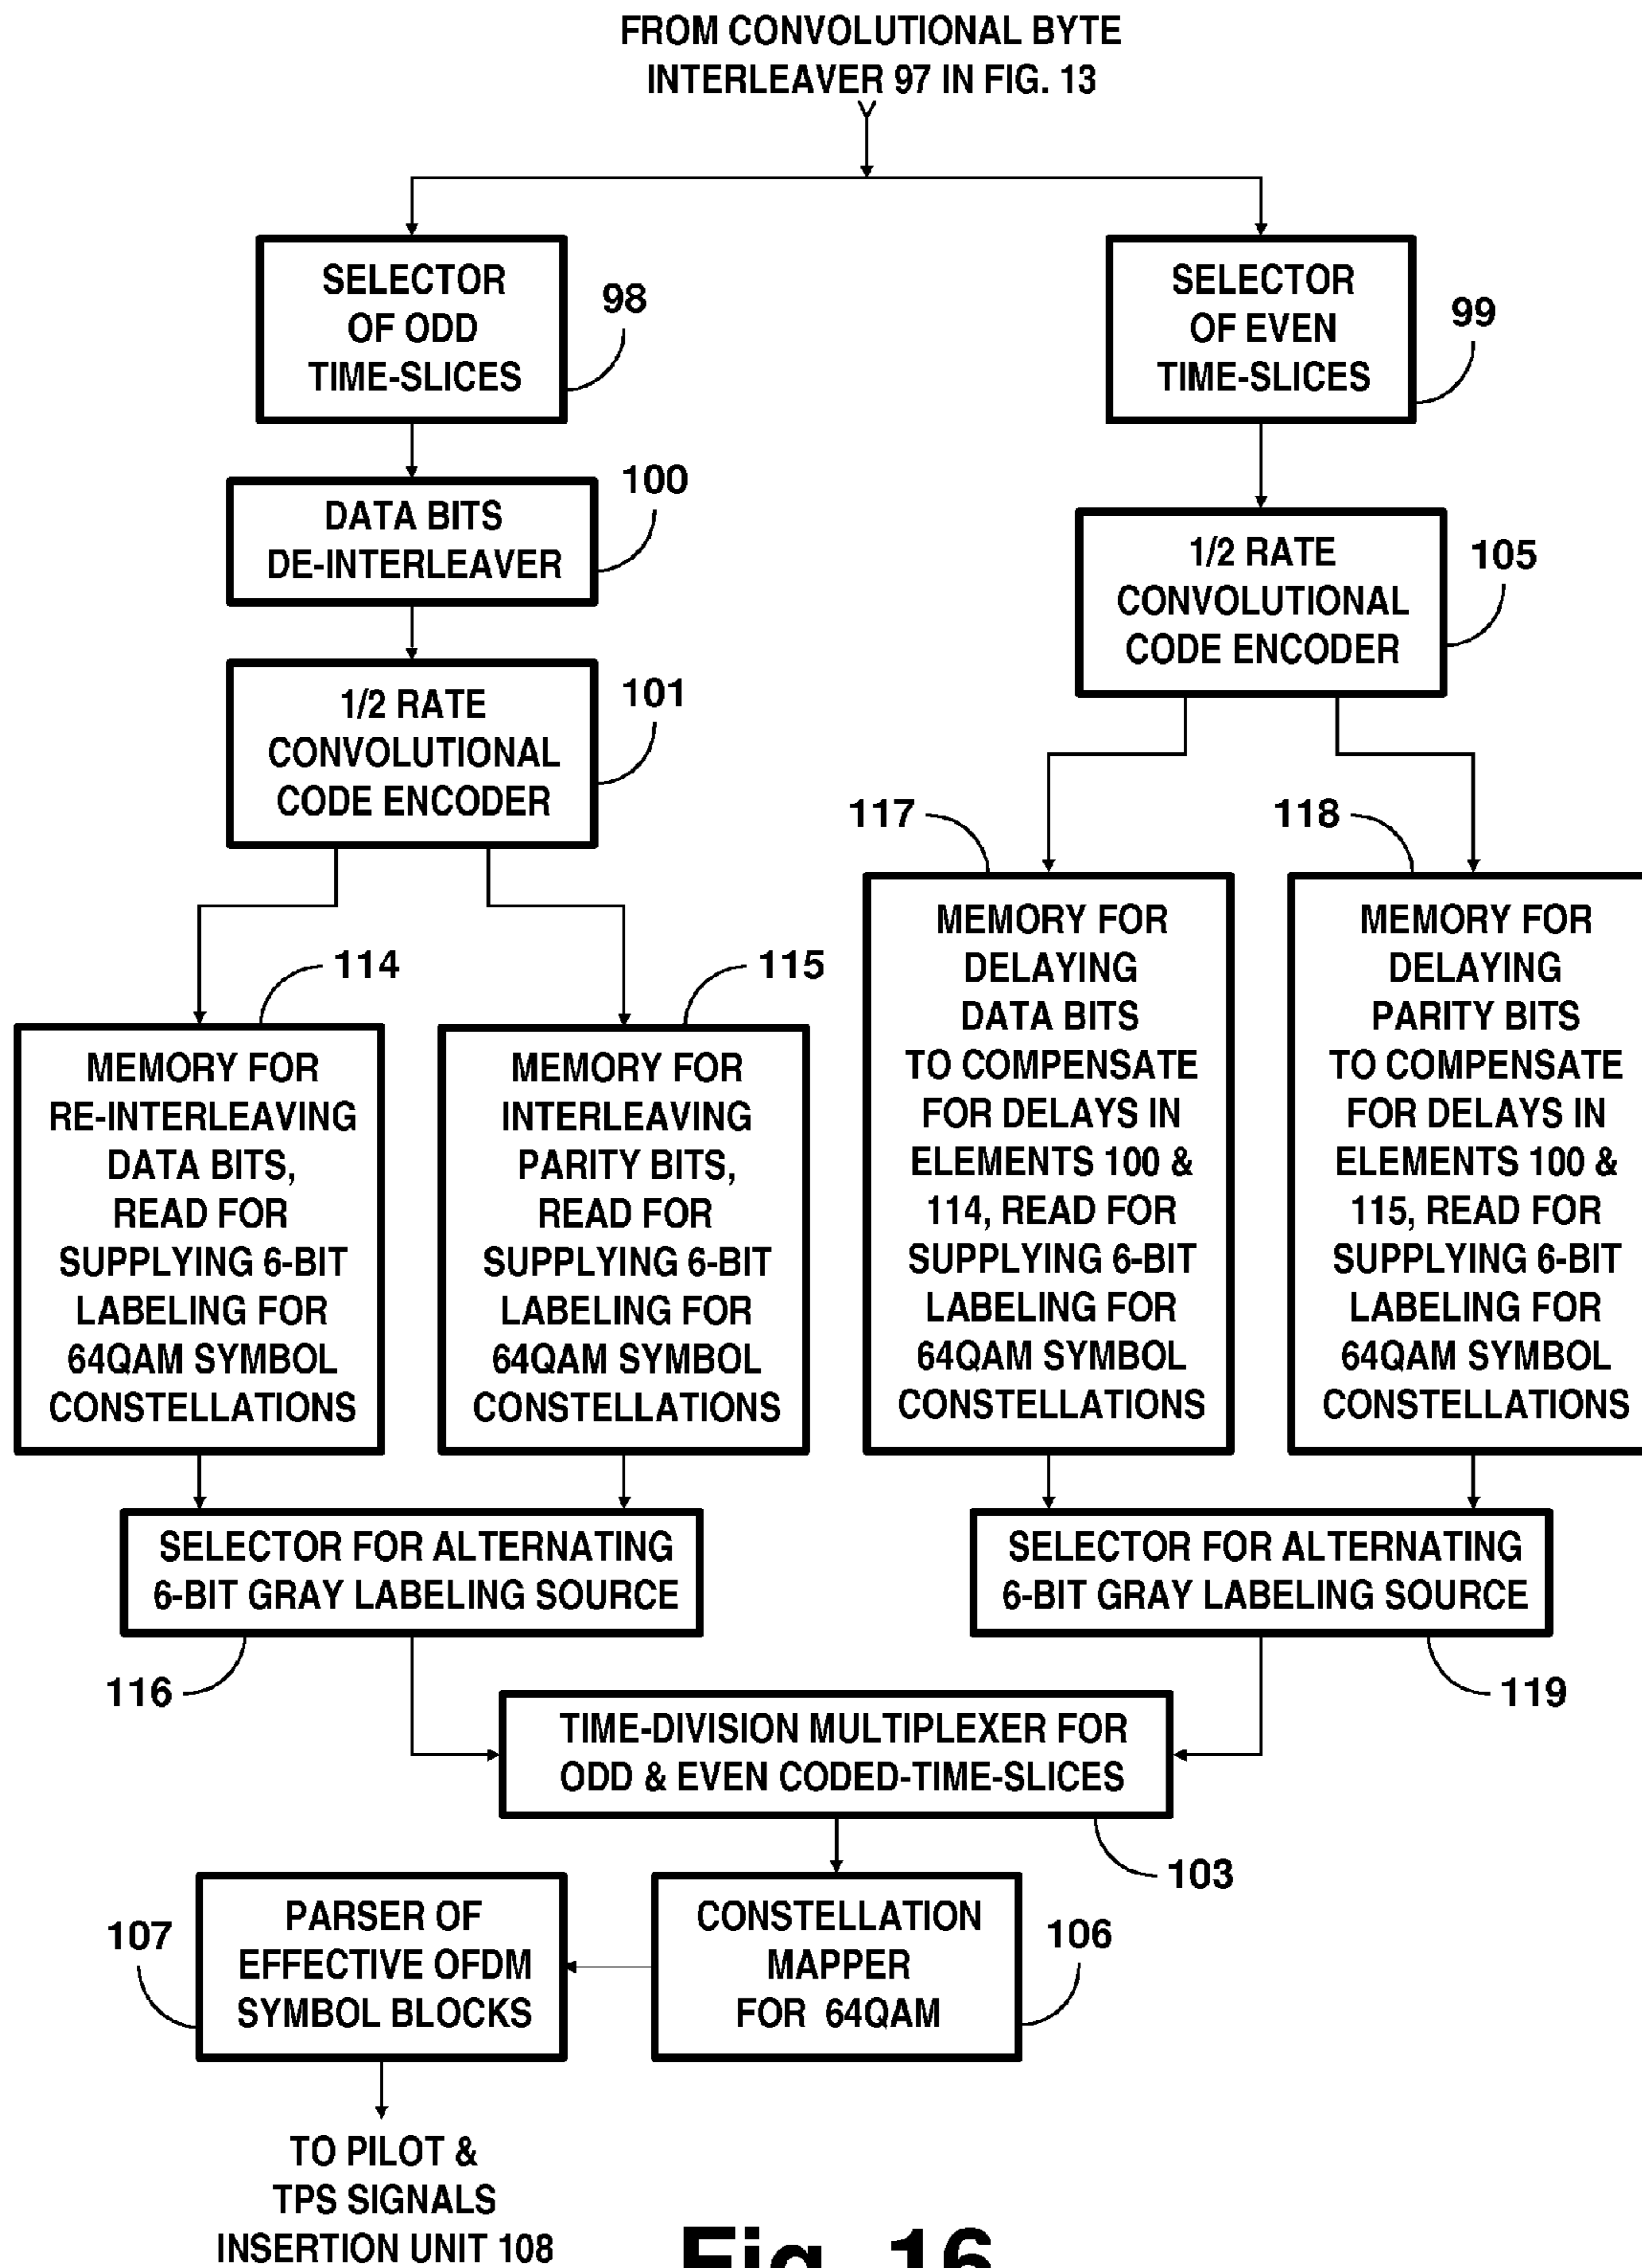 FROM CONVOLUTIONAL BYTE
INTERLEAVER 97 IN FIG. 13
SELECTOR
OF ODD
TIME-SLICES
98
SELECTOR
OF EVEN
TIME-SLICES
99
DATA BITS
DE-INTERLEAVER
100
1/2 RATE
CONVOLUTIONAL
CODE ENCODER
105
1/2 RATE
CONVOLUTIONAL
CODE ENCODER
101
114
MEMORY FOR
RE-INTERLEAVING
DATA BITS,
READ FOR
SUPPLYING 6-BIT
LABELING FOR
64QAM SYMBOL
CONSTELLATIONS
115
MEMORY FOR
INTERLEAVING
PARITY BITS,
READ FOR
SUPPLYING 6-BIT
LABELING FOR
64QAM SYMBOL
CONSTELLATIONS
117
MEMORY FOR
DELAYING
DATA BITS
TO COMPENSATE
FOR DELAYS IN
ELEMENTS 100 &
114, READ FOR
SUPPLYING 6-BIT
LABELING FOR
64QAM SYMBOL
CONSTELLATIONS
118
MEMORY FOR
DELAYING
PARITY BITS
TO COMPENSATE
FOR DELAYS IN
ELEMENTS 100 &
115, READ FOR
SUPPLYING 6-BIT
LABELING FOR
64QAM SYMBOL
CONSTELLATIONS
SELECTOR FOR ALTERNATING
6-BIT GRAY LABELING SOURCE
116
SELECTOR FOR ALTERNATING
6-BIT GRAY LABELING SOURCE
119
TIME-DIVISION MULTIPLEXER FOR
ODD & EVEN CODED-TIME-SLICES
103
107
PARSER OF
EFFECTIVE OFDM
SYMBOL BLOCKS
CONSTELLATION
MAPPER
FOR 64QAM
106
TO PILOT &
TPS SIGNALS
INSERTION UNIT 108
Fig. 16